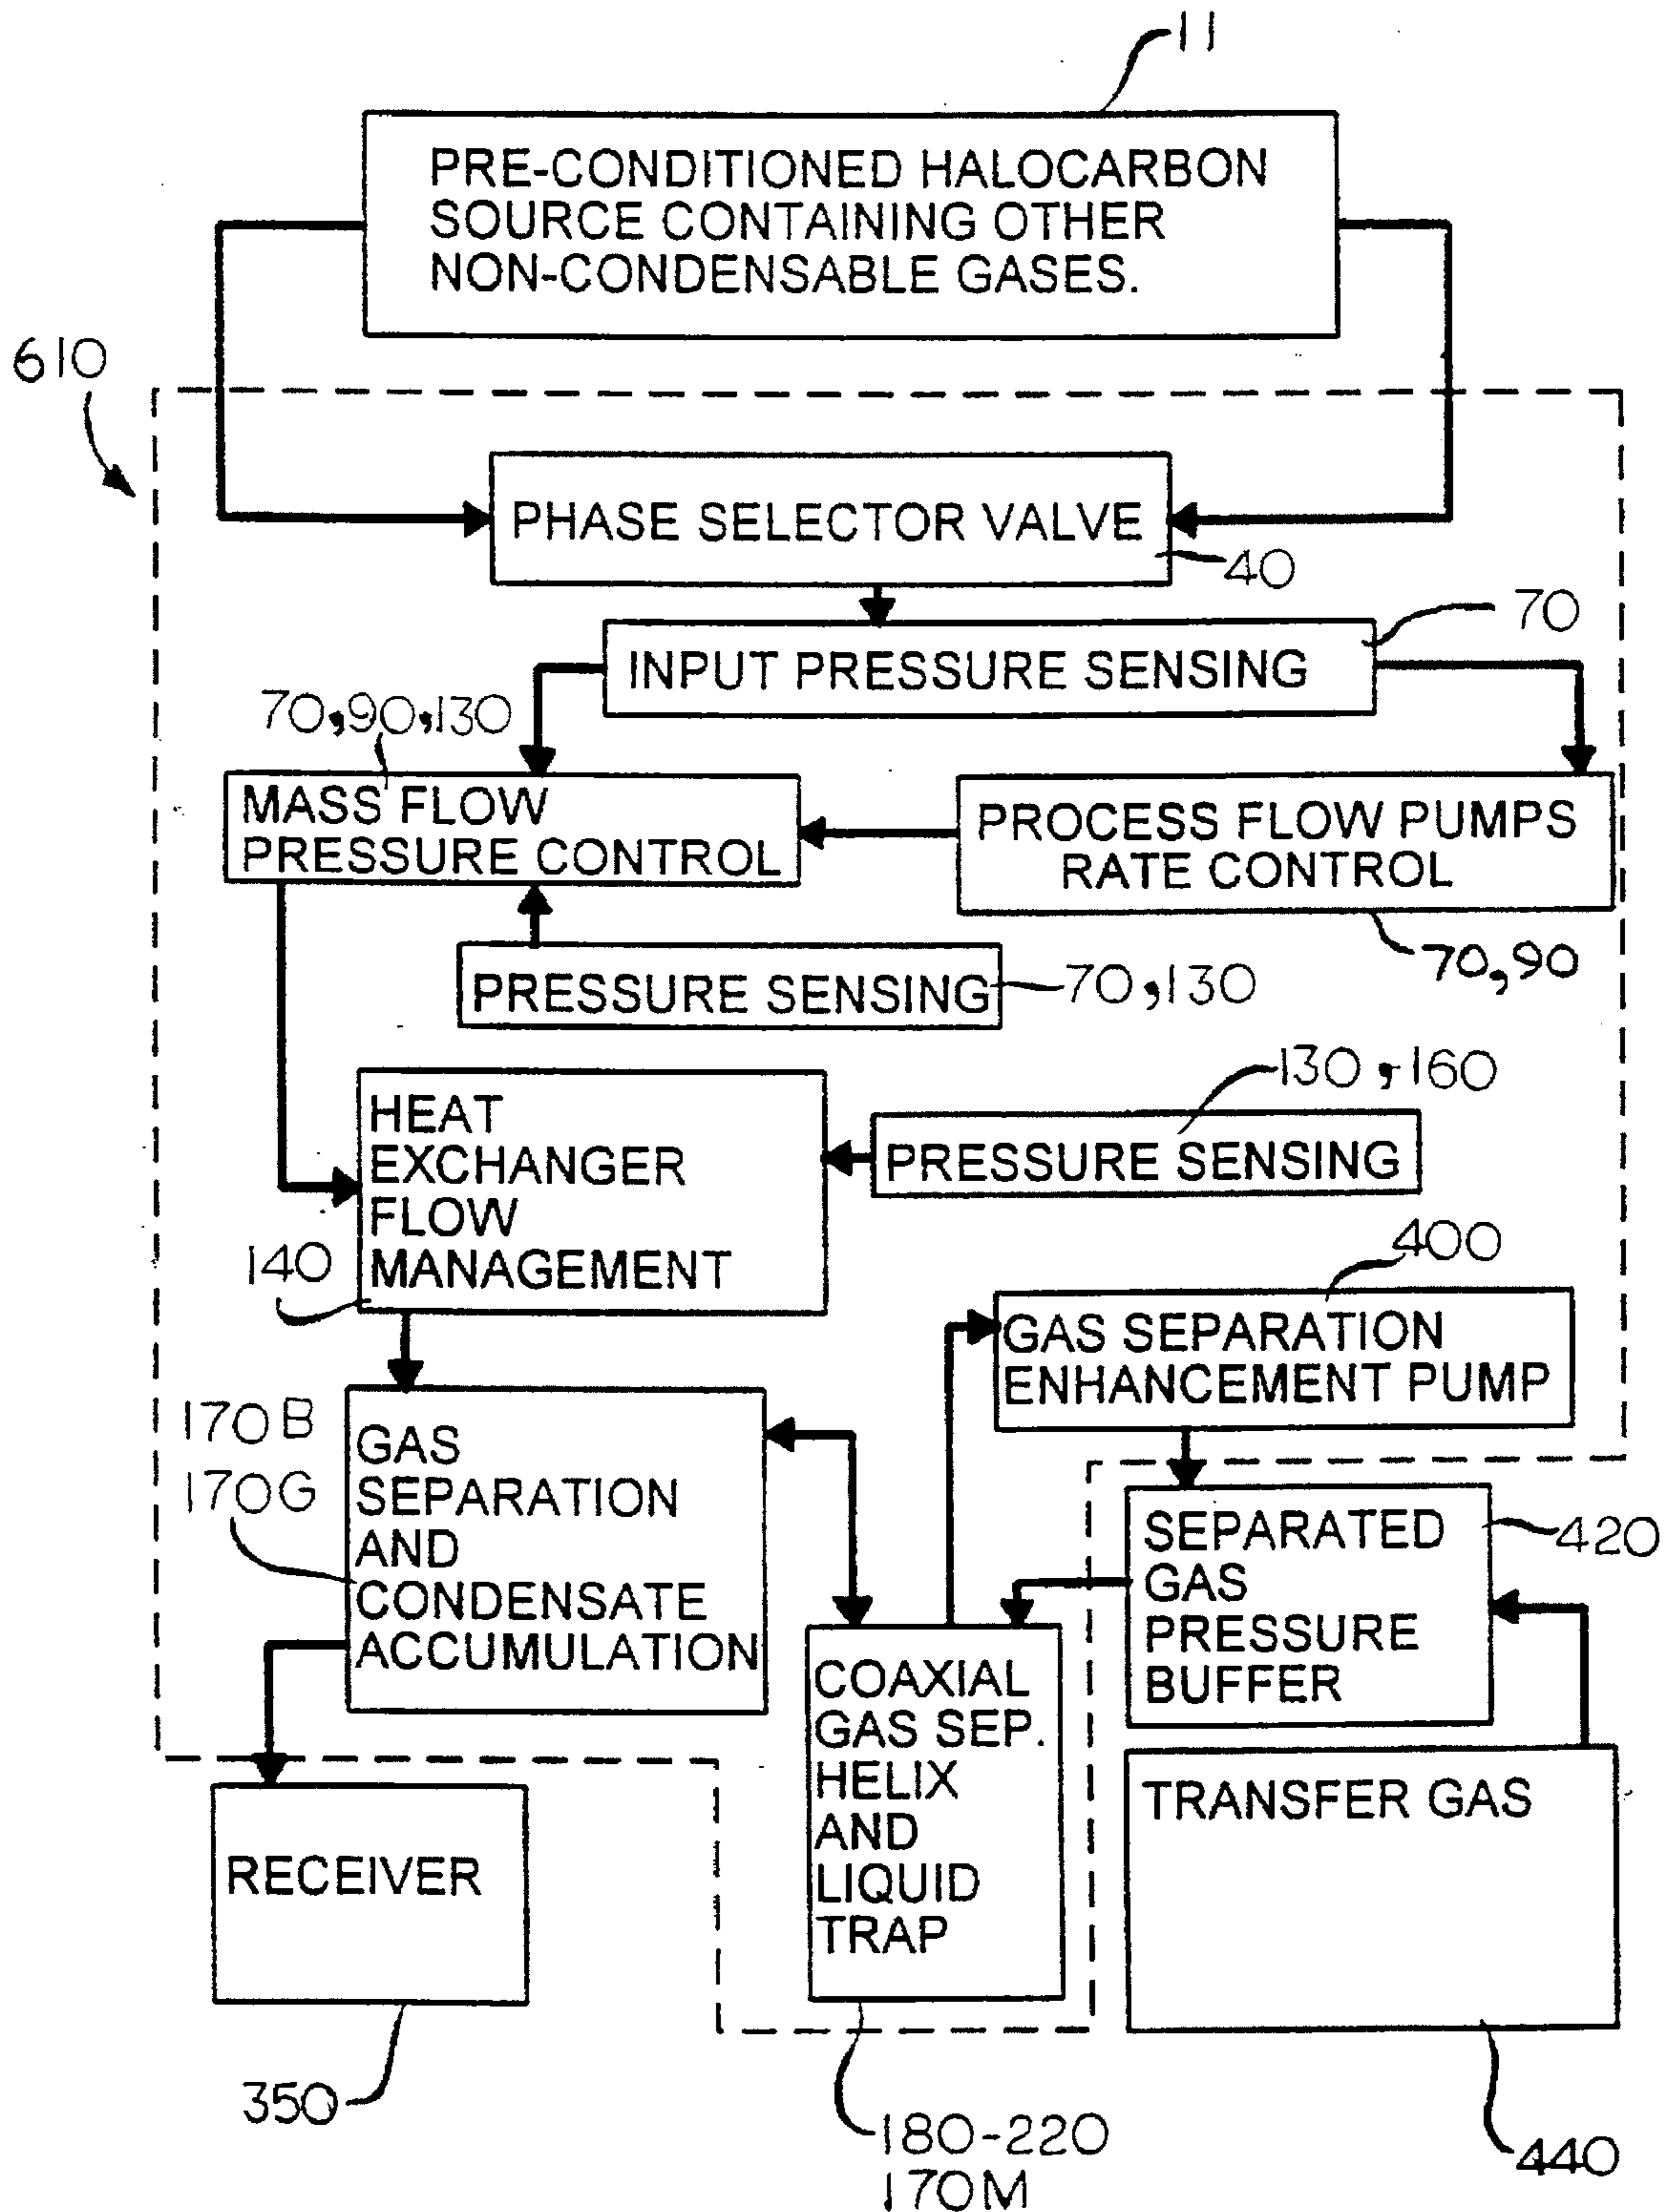 11
PRE-CONDITIONED HALOCARBON
SOURCE CONTAINING OTHER
NON-CONDENSABLE GASES.
610
PHASE SELECTOR VALVE
40
70
INPUT PRESSURE SENSING
70,90,130
MASS FLOW
PRESSURE CONTROL
PROCESS FLOW PUMPS
RATE CONTROL
70,90
PRESSURE SENSING
70,130
130,160
HEAT
EXCHANGER
FLOW
MANAGEMENT
140
PRESSURE SENSING
400
GAS SEPARATION
ENHANCEMENT PUMP
170B
170G
GAS
SEPARATION
AND
CONDENSATE
ACCUMULATION
SEPARATED
GAS
PRESSURE
BUFFER
420
COAXIAL
GAS SEP.
HELIX
AND
LIQUID
TRAP
TRANSFER GAS
RECEIVER
350
180-220
170M
440